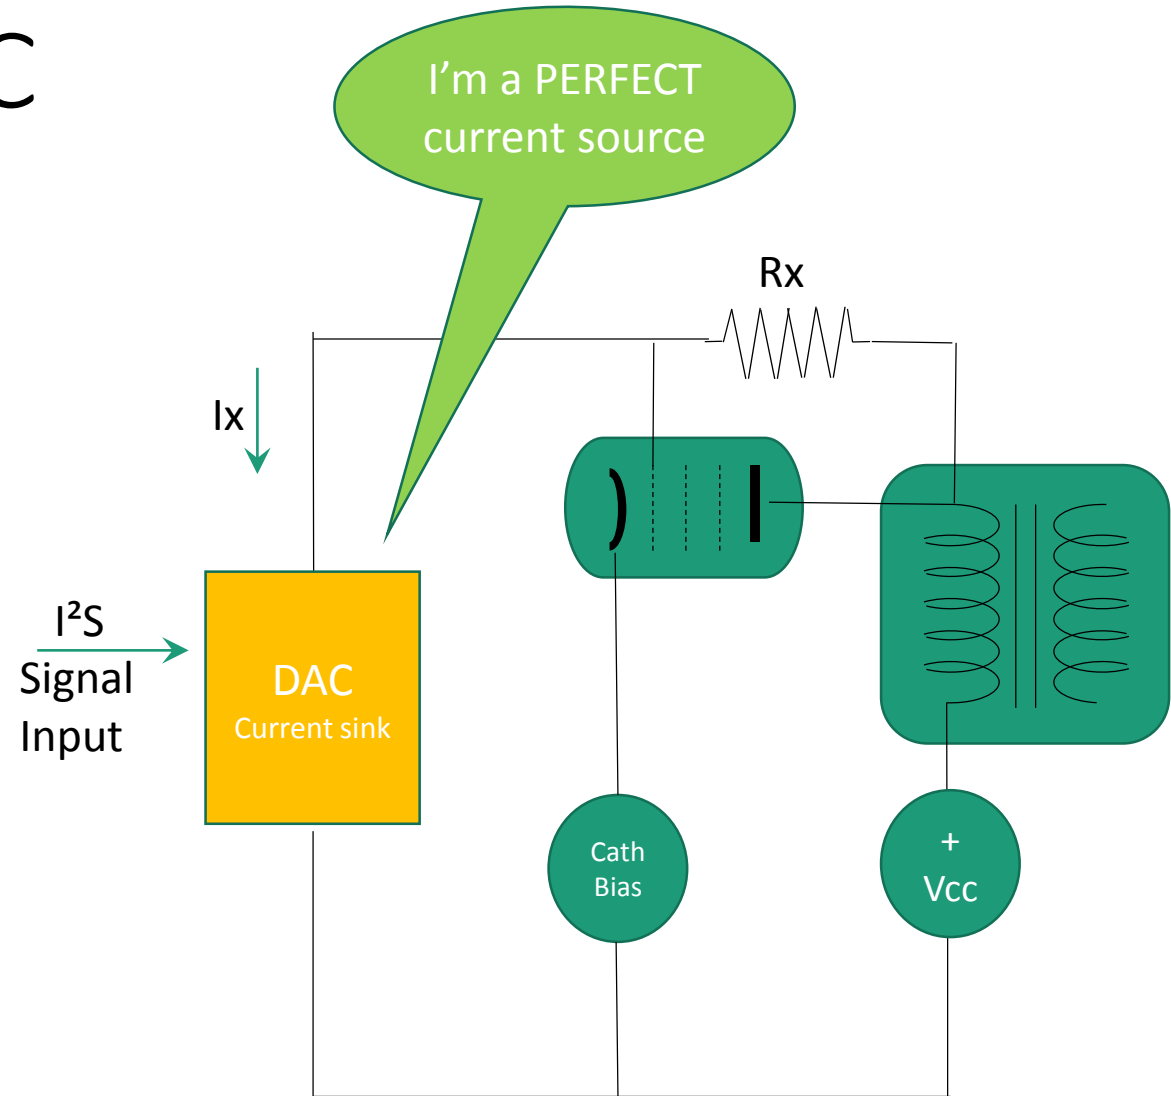 C
I'm a PERFECT
current source
Rx
Ix
I²S
Signal
Input
DAC
Current sink
Cath
Bias
+
Vcc